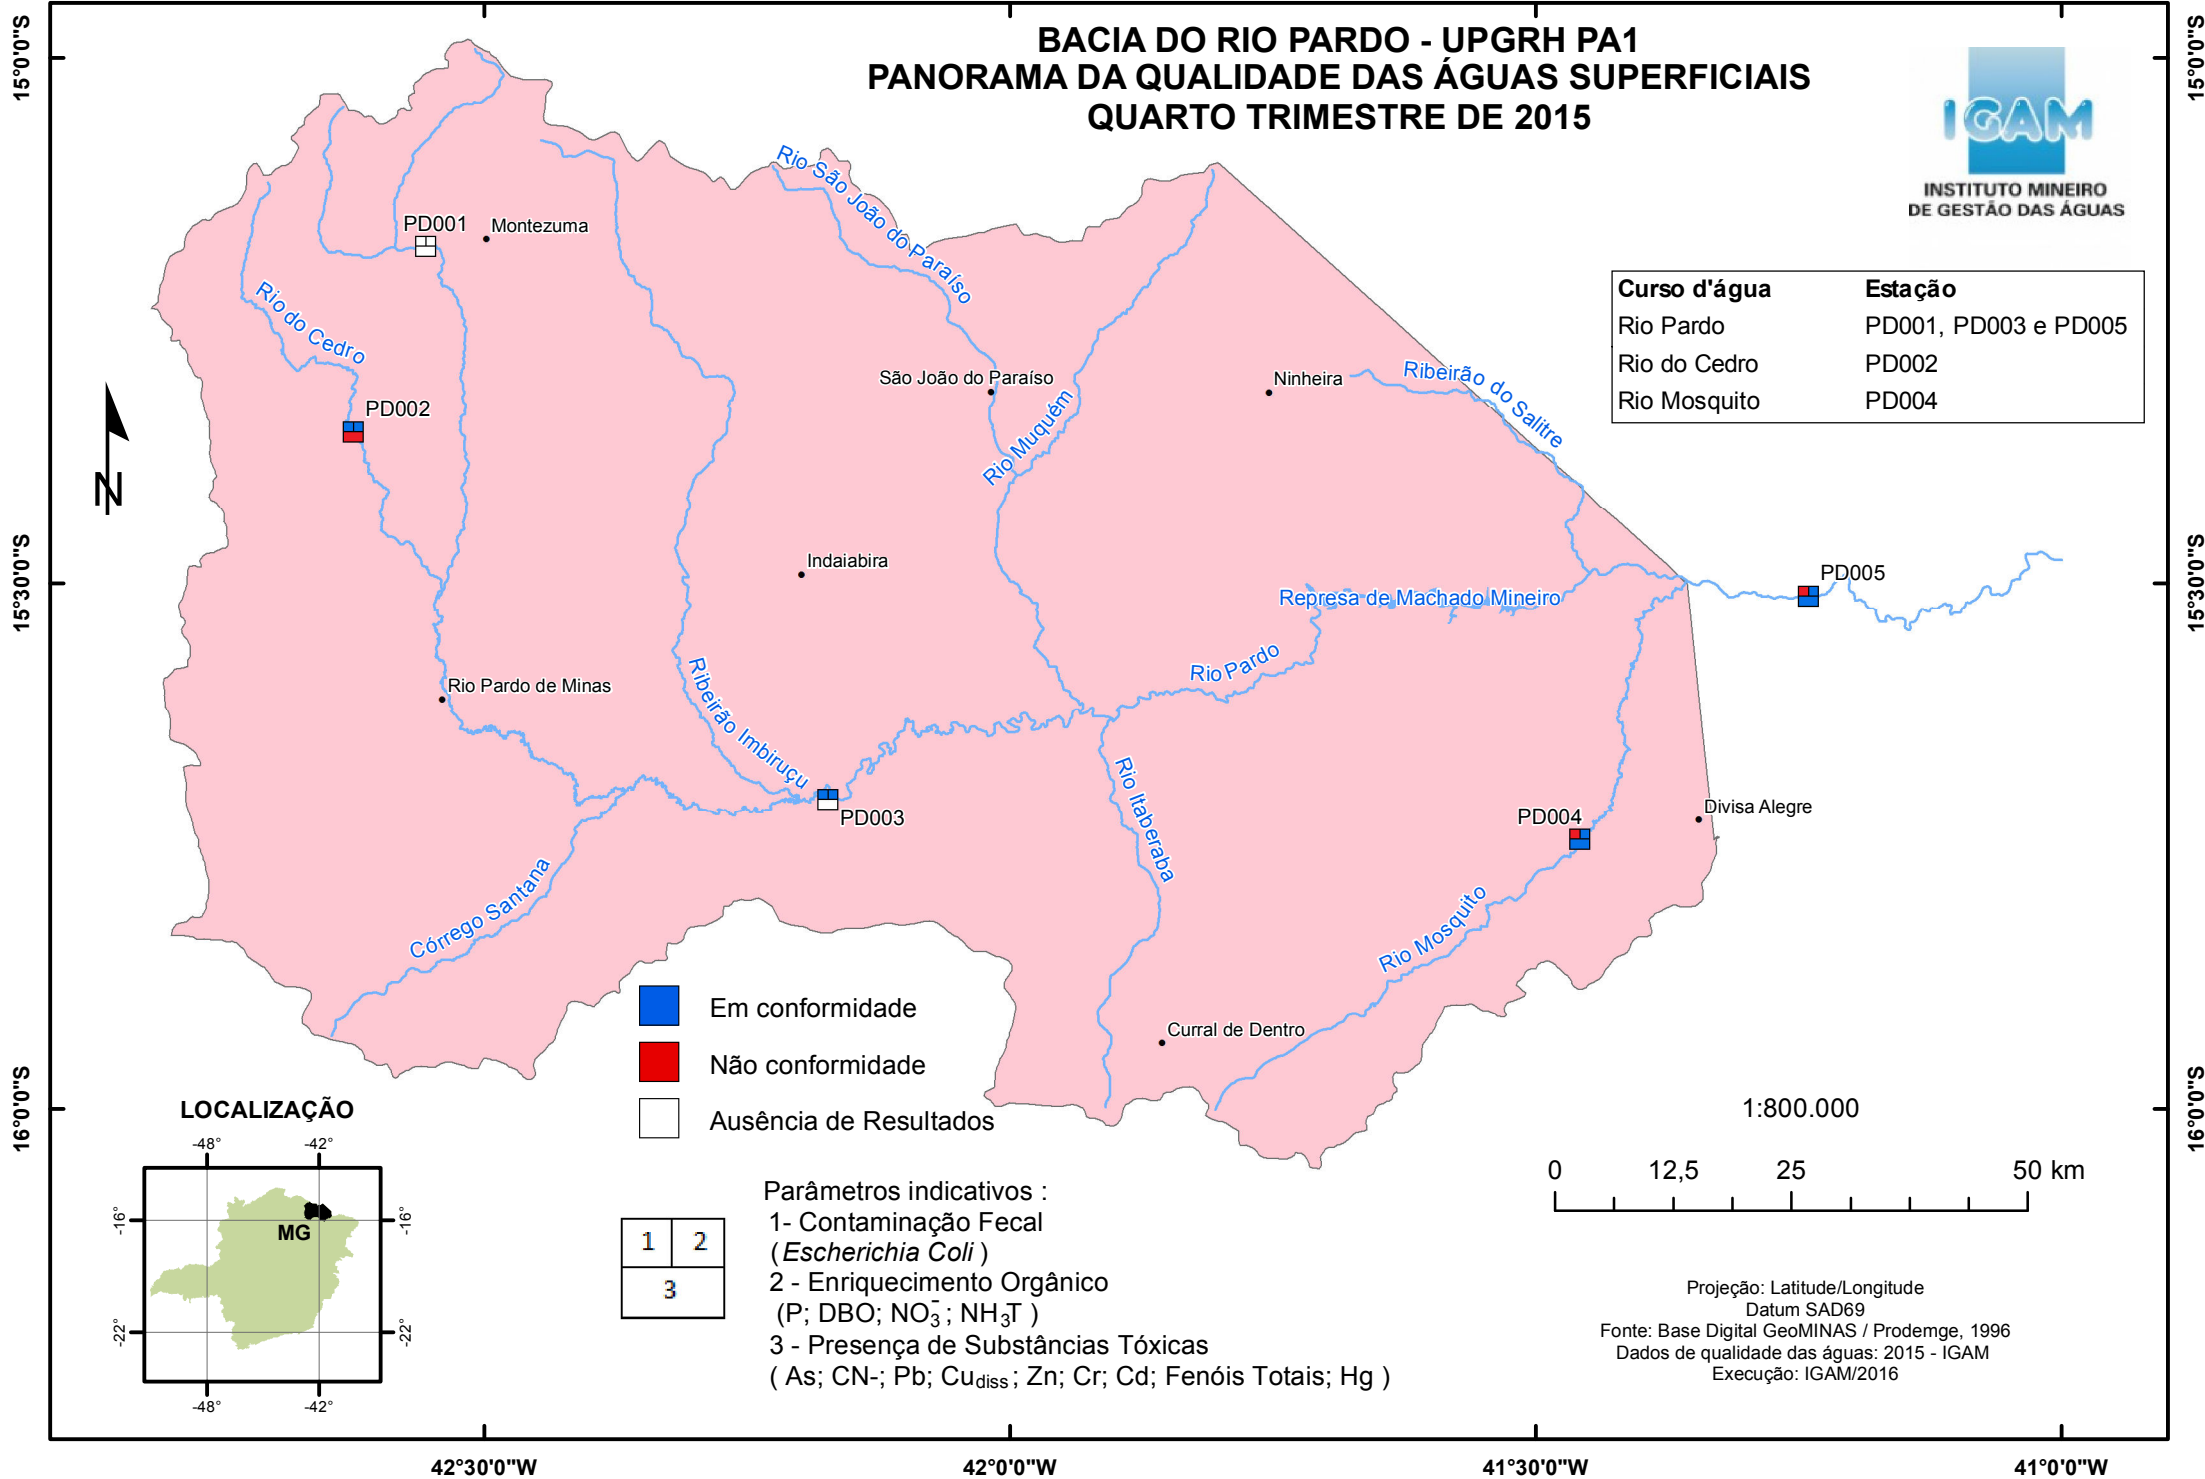 BACIA DO RIO PARDO - UPGRH PA1
PANORAMA DA QUALIDADE DAS ÁGUAS SUPERFICIAIS
QUARTO TRIMESTRE DE 2015
IGAM
INSTITUTO MINEIRO
DE GESTÃO DAS ÁGUAS
Curso d'água Estação
Rio Pardo PD001, PD003 e PD005
Rio do Cedro PD002
Rio Mosquito PD004
15°0'0"S
15°0'0"S
15°30'0"S
15°30'0"S
16°0'0"S
16°0'0"S
42°30'0"W
42°0'0"W
41°30'0"W
41°0'0"W
N
PD001
Montezuma
Rio São João do Paraíso
Rio do Cedro
PD002
São João do Paraíso
Rio Muquém
Ninheira
Ribeirão do Salitre
Indaiabira
Represa de Machado Mineiro
PD005
Rio Pardo
Rio Pardo de Minas
Ribeirão Imbiruçu
PD003
Rio Itaberaba
PD004
Divisa Alegre
Córrego Santana
Rio Mosquito
Curral de Dentro
Em conformidade
Não conformidade
Ausência de Resultados
LOCALIZAÇÃO
-48° -42°
-16° -16°
MG
-22° -22°
-48° -42°
1 2
3
Parâmetros indicativos :
1- Contaminação Fecal
(Escherichia Coli )
2 - Enriquecimento Orgânico
(P; DBO; NO₃⁻; NH₃T )
3 - Presença de Substâncias Tóxicas
( As; CN-; Pb; Cudiss; Zn; Cr; Cd; Fenóis Totais; Hg )
1:800.000
0 12,5 25 50 km
Projeção: Latitude/Longitude
Datum SAD69
Fonte: Base Digital GeoMINAS / Prodemge, 1996
Dados de qualidade das águas: 2015 - IGAM
Execução: IGAM/2016